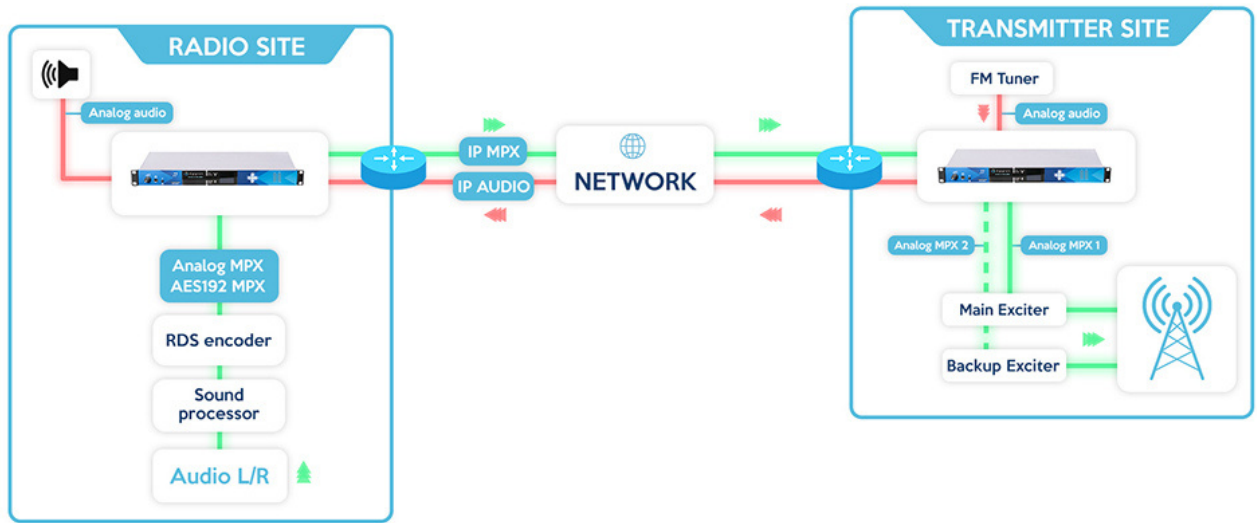 RADIO SITE
Analog audio
Analog MPX
AES192 MPX
RDS encoder
Sound
processor
Audio L/R
IP MPX
IP AUDIO
NETWORK
TRANSMITTER SITE
FM Tuner
Analog audio
Analog MPX 2
Analog MPX 1
Main Exciter
Backup Exciter